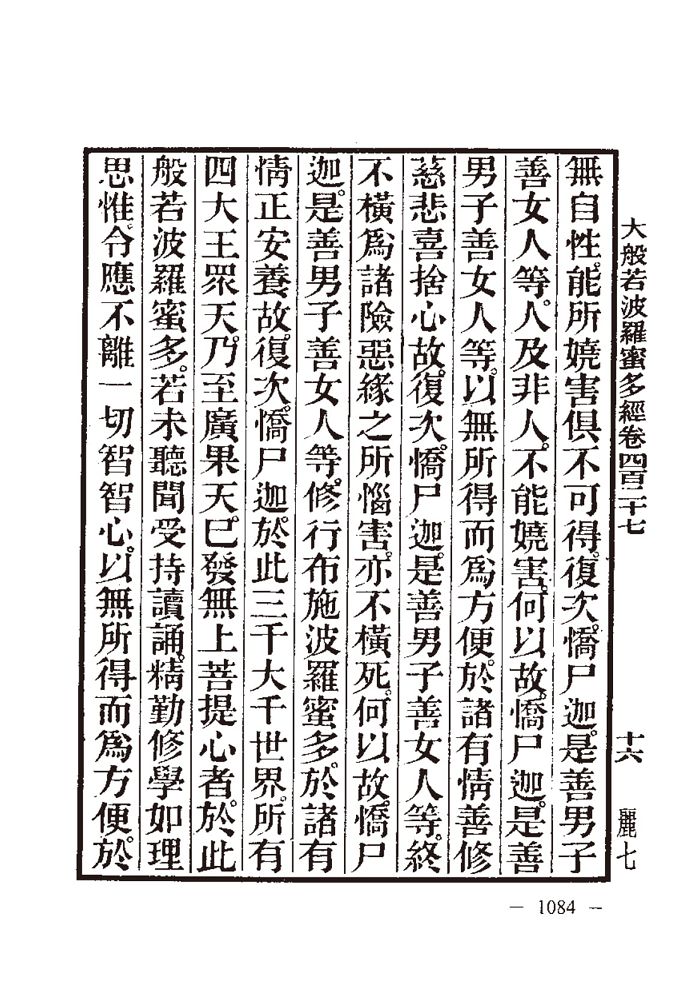 大般若波羅蜜多經卷四百二十七 十六 麗七
無自性能所嬈害俱不可得。復次憍尸迦。是善男子
善女人等。人及非人。不能嬈害。何以故。憍尸迦。是善
男子善女人等。以無所得而爲方便。於諸有情善修
慈悲喜捨心故。復次憍尸迦。是善男子善女人等。終
不橫爲諸險惡緣之所惱害。亦不橫死。何以故。憍尸
迦。是善男子善女人等。修行布施波羅蜜多。於諸有
情正安養故。復次憍尸迦。於此三千大千世界。所有
四大王眾天。乃至廣果天。已發無上菩提心者。於此
般若波羅蜜多。若未聽聞受持讀誦。精勤修學如理
思惟。今應不離一切智智心。以無所得而爲方便。於
— 1084 —